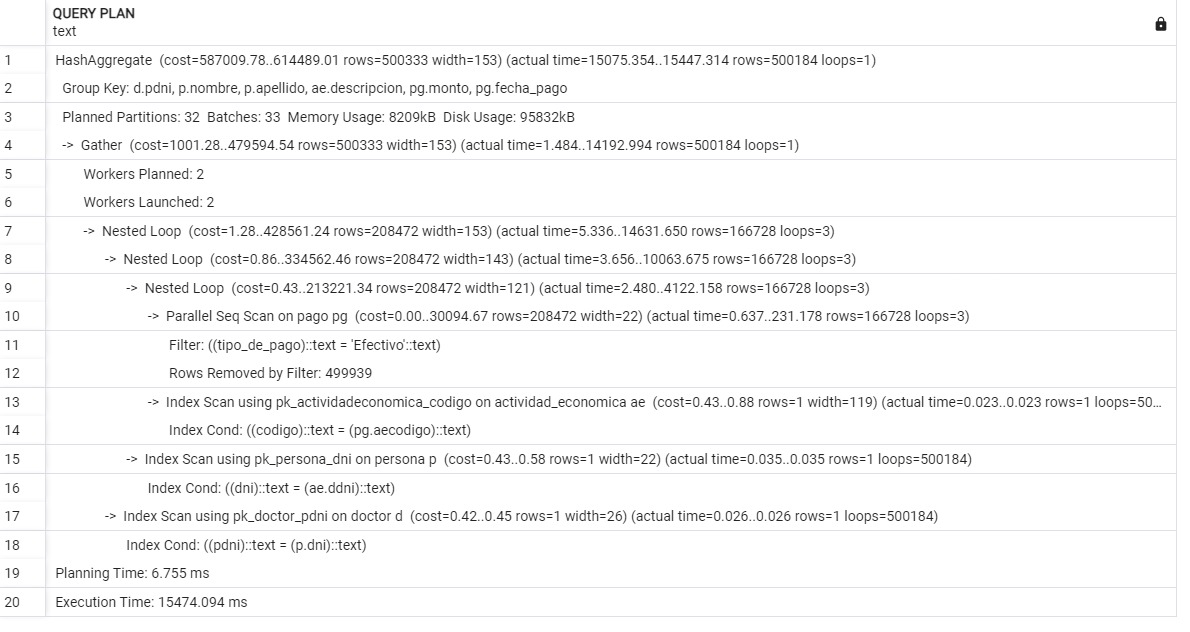 QUERY PLAN
text
1 HashAggregate (cost=587009.78..614489.01 rows=500333 width=153) (actual time=15075.354..15447.314 rows=500184 loops=1)
2 Group Key: d.pdni, p.nombre, p.apellido, ae.descripcion, pg.monto, pg.fecha_pago
3 Planned Partitions: 32 Batches: 33 Memory Usage: 8209kB Disk Usage: 95832kB
4 -> Gather (cost=1001.28..479594.54 rows=500333 width=153) (actual time=1.484..14192.994 rows=500184 loops=1)
5 Workers Planned: 2
6 Workers Launched: 2
7 -> Nested Loop (cost=1.28..428561.24 rows=208472 width=153) (actual time=5.336..14631.650 rows=166728 loops=3)
8 -> Nested Loop (cost=0.86..334562.46 rows=208472 width=143) (actual time=3.656..10063.675 rows=166728 loops=3)
9 -> Nested Loop (cost=0.43..213221.34 rows=208472 width=121) (actual time=2.480..4122.158 rows=166728 loops=3)
10 -> Parallel Seq Scan on pago pg (cost=0.00..30094.67 rows=208472 width=22) (actual time=0.637..231.178 rows=166728 loops=3)
11 Filter: ((tipo_de_pago)::text = 'Efectivo'::text)
12 Rows Removed by Filter: 499939
13 -> Index Scan using pk_actividadeconomica_codigo on actividad_economica ae (cost=0.43..0.88 rows=1 width=119) (actual time=0.023..0.023 rows=1 loops=50...
14 Index Cond: ((codigo)::text = (pg.aecodigo)::text)
15 -> Index Scan using pk_persona_dni on persona p (cost=0.43..0.58 rows=1 width=22) (actual time=0.035..0.035 rows=1 loops=500184)
16 Index Cond: ((dni)::text = (ae.ddni)::text)
17 -> Index Scan using pk_doctor_pdni on doctor d (cost=0.42..0.45 rows=1 width=26) (actual time=0.026..0.026 rows=1 loops=500184)
18 Index Cond: ((pdni)::text = (p.dni)::text)
19 Planning Time: 6.755 ms
20 Execution Time: 15474.094 ms